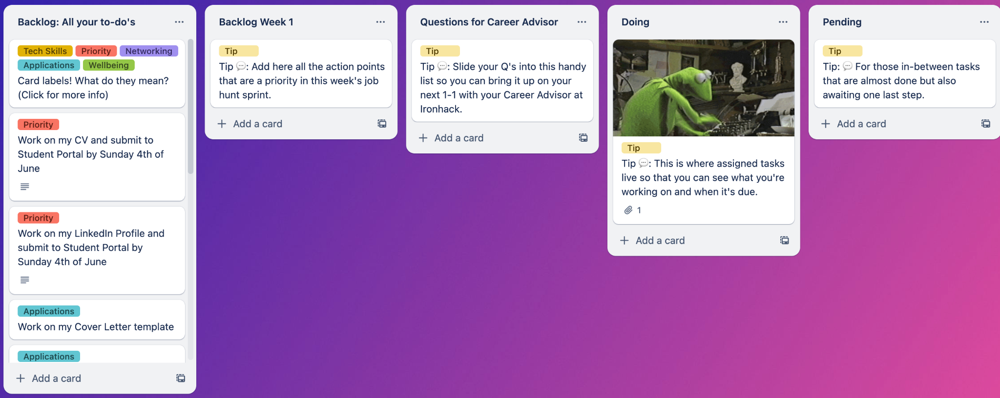 Backlog: All your to-do's
Tech Skills Priority Networking
Applications Wellbeing
Card labels! What do they mean?
(Click for more info)
Priority
Work on my CV and submit to
Student Portal by Sunday 4th of
June
Priority
Work on my LinkedIn Profile and
submit to Student Portal by
Sunday 4th of June
Applications
Work on my Cover Letter template
Applications
+ Add a card
Backlog Week 1
Tip
Tip 💬: Add here all the action points
that are a priority in this week's job
hunt sprint.
+ Add a card
Questions for Career Advisor
Tip
Tip 💬: Slide your Q's into this handy
list so you can bring it up on your
next 1-1 with your Career Advisor at
Ironhack.
+ Add a card
Doing
Tip
Tip 💬: This is where assigned tasks
live so that you can see what you're
working on and when it's due.
1
+ Add a card
Pending
Tip
Tip: 💬 For those in-between tasks
that are almost done but also
awaiting one last step.
+ Add a card